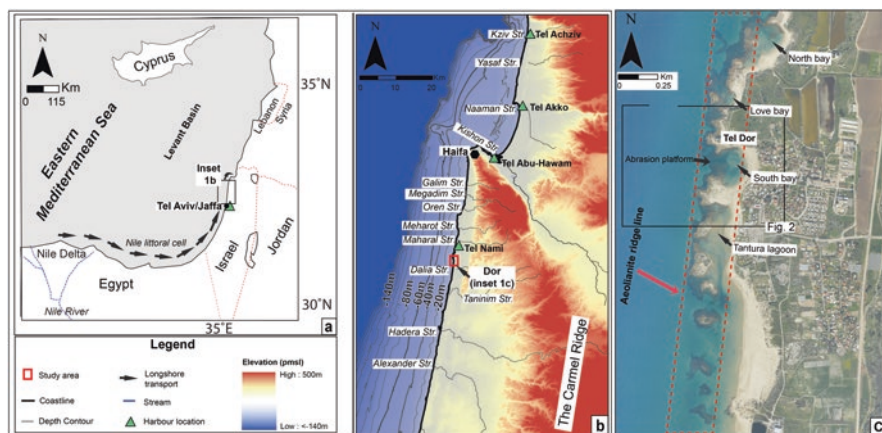 Cyprus
35°N
Km
0 115
Eastern
Mediterranean Sea
Levant Basin
Lebanon
Syria
Inset
1b
Tel Aviv/Jaffa
Nile littoral cell
Nile Delta
Egypt
Israel
Jordan
Nile River
35°E
30°N
a
Legend
Study area
Coastline
Depth Contour
Longshore
transport
Stream
Harbour location
Elevation (pmsl)
High : 500m
Low : <-140m
Kziv Str.
Tel Achziv
Yasaf Str.
Km
0 10 20
Naaman Str.
Tel Akko
Kishon Str.
Haifa
Tel Abu-Hawam
Galim Str.
Megadim Str.
Oren Str.
Meharot Str.
Maharal Str.
Tel Nami
Dalia Str.
Dor
(inset 1c)
-140m
-80m
-60m
-40m
-20m
Taninim Str.
Hadera Str.
Alexander Str.
The Carmel Ridge
b
Km
0 0.25
North bay
Love bay
Tel Dor
Abrasion platform
South bay
Fig. 2
Tantura lagoon
Aeolianite ridge line
C